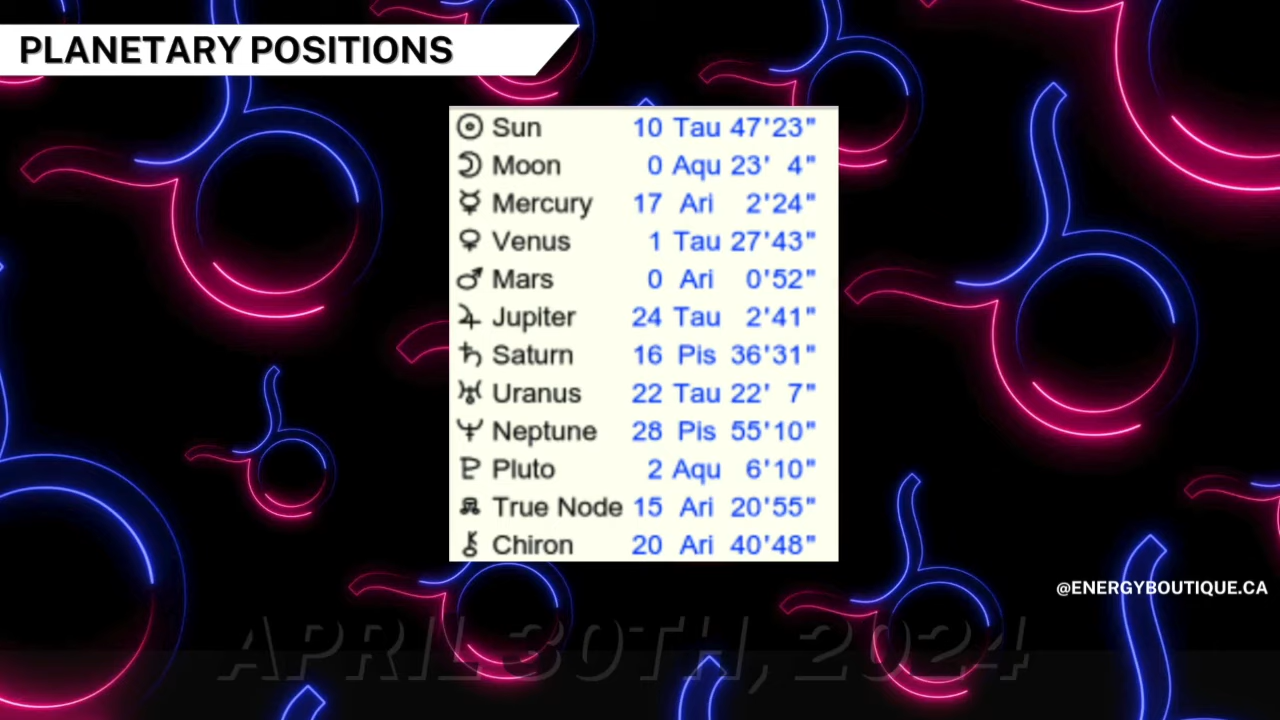 PLANETARY POSITIONS
Sun 10 Tau 47'23"
Moon 0 Aqu 23' 4"
Mercury 17 Ari 2'24"
Venus 1 Tau 27'43"
Mars 0 Ari 0'52"
Jupiter 24 Tau 2'41"
Saturn 16 Pis 36'31"
Uranus 22 Tau 22' 7"
Neptune 28 Pis 55'10"
Pluto 2 Aqu 6'10"
True Node 15 Ari 20'55"
Chiron 20 Ari 40'48"
@ENERGYBOUTIQUE.CA
APRIL 30TH, 2024